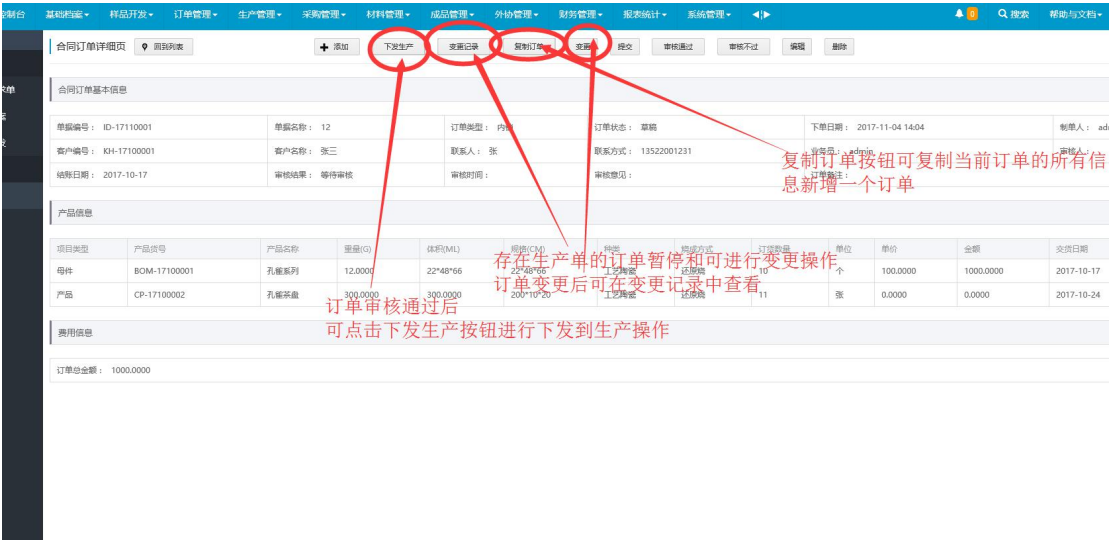 控制台 基础档案 样品开发 订单管理 生产管理 采购管理 材料管理 成品管理 外协管理 财务管理 报表统计 系统管理 0 搜索 帮助与文档
合同订单详细页 回到列表 添加 下发生产 变更记录 复制订单 变更 提交 审核通过 审核不过 编辑 删除
求单
合同订单基本信息
单据编号： ID-17110001 单据名称： 12 订单类型： 内 订单状态： 草稿 下单日期： 2017-11-04 14:04 制单人： ad
客户编号： KH-17100001 客户名称： 张三 联系人： 张 联系方式： 13522001231 业务员： admin 审核人：
结账日期： 2017-10-17 审核结果： 等待审核 审核时间： 审核意见： 订单备注：
复制订单按钮可复制当前订单的所有信
息新增一个订单
产品信息
项目类型 产品货号 产品名称 重量(G) 体积(ML) 规格(CM) 种类 烧成方式 订货数量 单位 单价 金额 交货日期
母件 BOM-17100001 孔雀系列 12.0000 22*48*66 22*48*66 工艺陶瓷 还原烧 10 个 100.0000 1000.0000 2017-10-17
产品 CP-17100002 孔雀茶盘 300.0000 300.0000 200*10*20 工艺陶瓷 还原烧 11 张 0.0000 0.0000 2017-10-24
存在生产单的订单暂停和可进行变更操作
订单变更后可在变更记录中查看
订单审核通过后
可点击下发生产按钮进行下发到生产操作
费用信息
订单总金额： 1000.0000